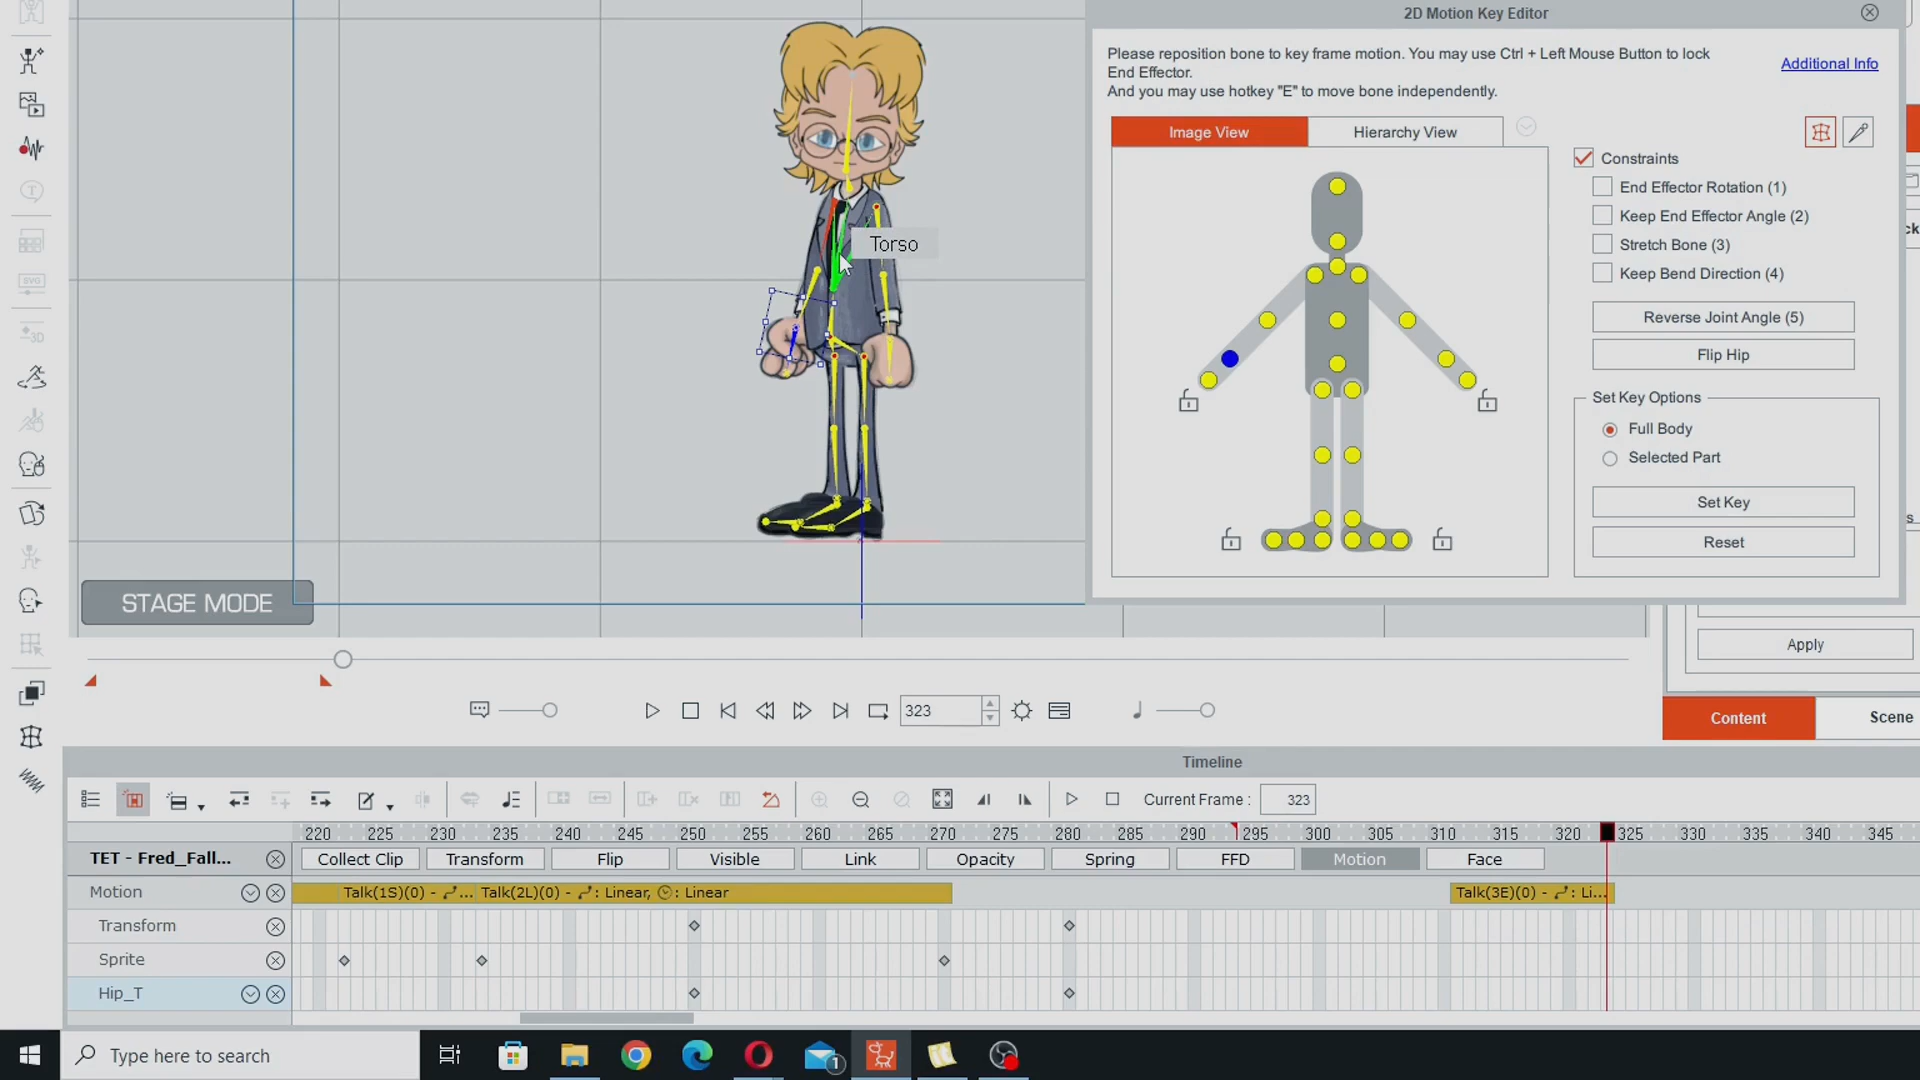 2D Motion Key Editor
Please reposition bone to key frame motion. You may use Ctrl + Left Mouse Button to lock
End Effector.
And you may use hotkey "E" to move bone independently.
Additional Info
Image View
Hierarchy View
Constraints
End Effector Rotation (1)
Keep End Effector Angle (2)
Stretch Bone (3)
Keep Bend Direction (4)
Reverse Joint Angle (5)
Flip Hip
Set Key Options
Full Body
Selected Part
Set Key
Reset
Torso
STAGE MODE
SVG
3D
Apply
323
Content
Scene
Timeline
Current Frame : 323
220 225 230 235 240 245 250 255 260 265 270 275 280 285 290 295 300 305 310 315 320 325 330 335 340 345
TET - Fred_Fall...
Collect Clip Transform Flip Visible Link Opacity Spring FFD Motion Face
Motion
Talk(1S)(0) - ... Talk(2L)(0) - : Linear, : Linear
Talk(3E)(0) - : Li...
Transform
Sprite
Hip_T
Type here to search
1